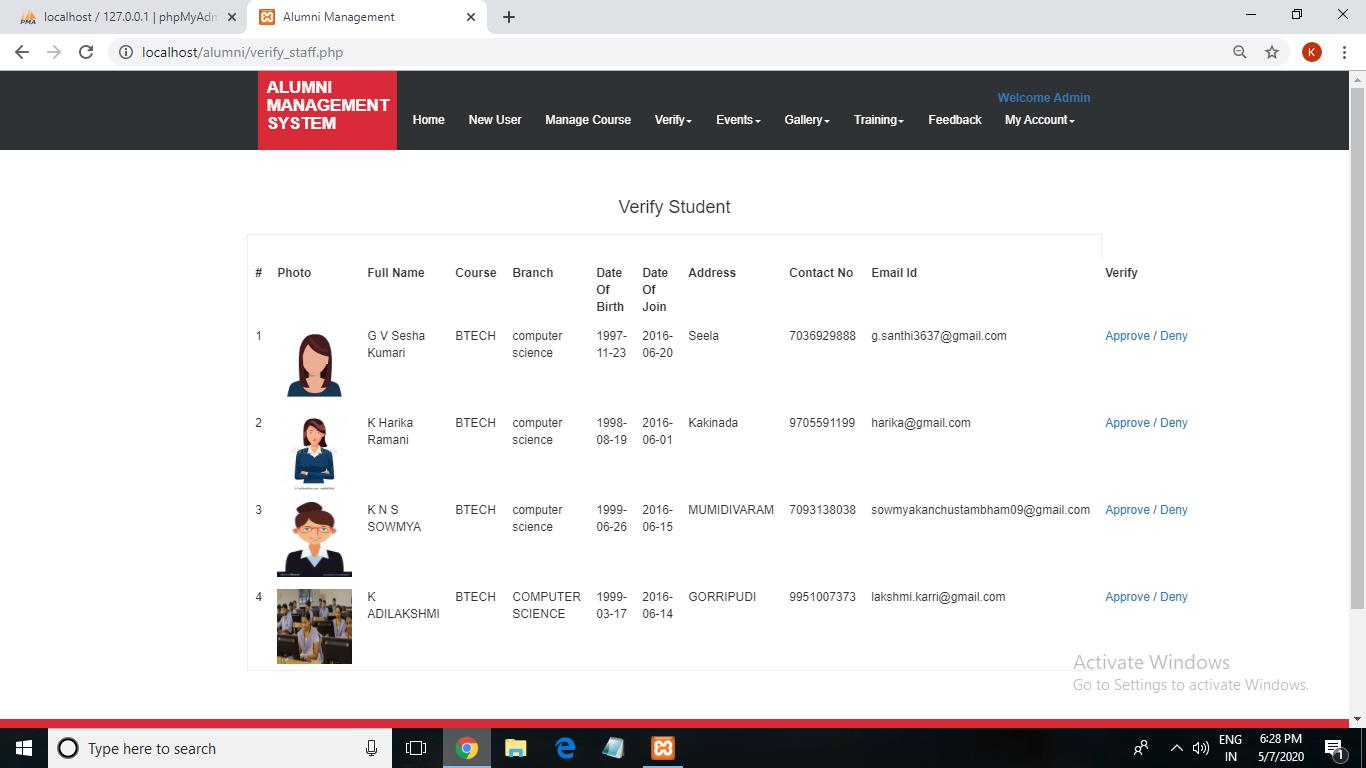 localhost / 127.0.0.1 | phpMyAdm
Alumni Management
localhost/alumni/verify_staff.php
K
ALUMNI
MANAGEMENT
SYSTEM
Welcome Admin
Home New User Manage Course Verify Events Gallery Training Feedback My Account
Verify Student
# Photo Full Name Course Branch Date Date Address Contact No Email Id Verify
Of Of
Birth Join
1 G V Sesha BTECH computer 1997- 2016- Seela 7036929888 g.santhi3637@gmail.com Approve / Deny
Kumari science 11-23 06-20
2 K Harika BTECH computer 1998- 2016- Kakinada 9705591199 harika@gmail.com Approve / Deny
Ramani science 08-19 06-01
3 K N S BTECH computer 1999- 2016- MUMIDIVARAM 7093138038 sowmyakanchustambham09@gmail.com Approve / Deny
SOWMYA science 06-26 06-15
4 K BTECH COMPUTER 1999- 2016- GORRIPUDI 9951007373 lakshmi.karri@gmail.com Approve / Deny
ADILAKSHMI SCIENCE 03-17 06-14
Activate Windows
Go to Settings to activate Windows.
Type here to search
ENG 6:28 PM
IN 5/7/2020
1